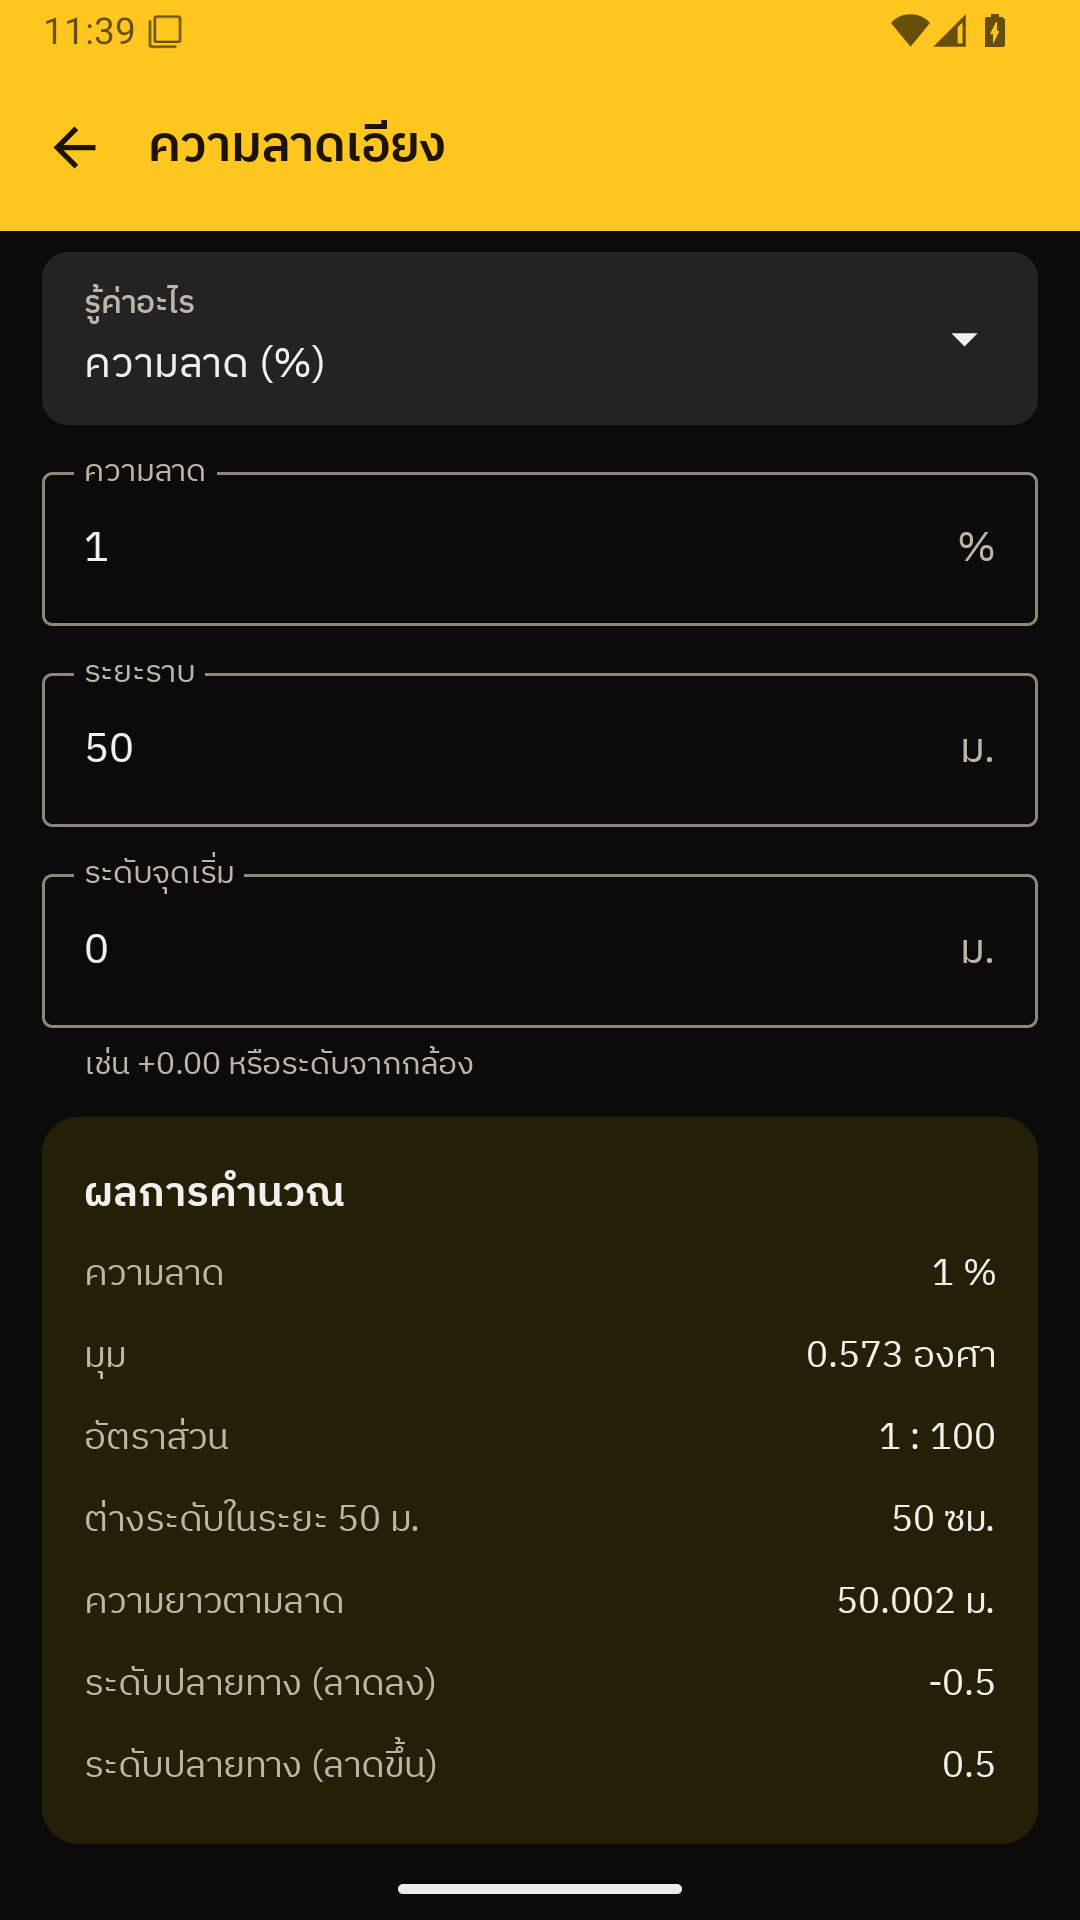 11:39
ความลาดเอียง
รู้ค่าอะไร
ความลาด (%)
ความลาด
1 %
ระยะราบ
50 ม.
ระดับจุดเริ่ม
0 ม.
เช่น +0.00 หรือระดับจากกล้อง
ผลการคำนวณ
ความลาด 1 %
มุม 0.573 องศา
อัตราส่วน 1 : 100
ต่างระดับในระยะ 50 ม. 50 ซม.
ความยาวตามลาด 50.002 ม.
ระดับปลายทาง (ลาดลง) -0.5
ระดับปลายทาง (ลาดขึ้น) 0.5